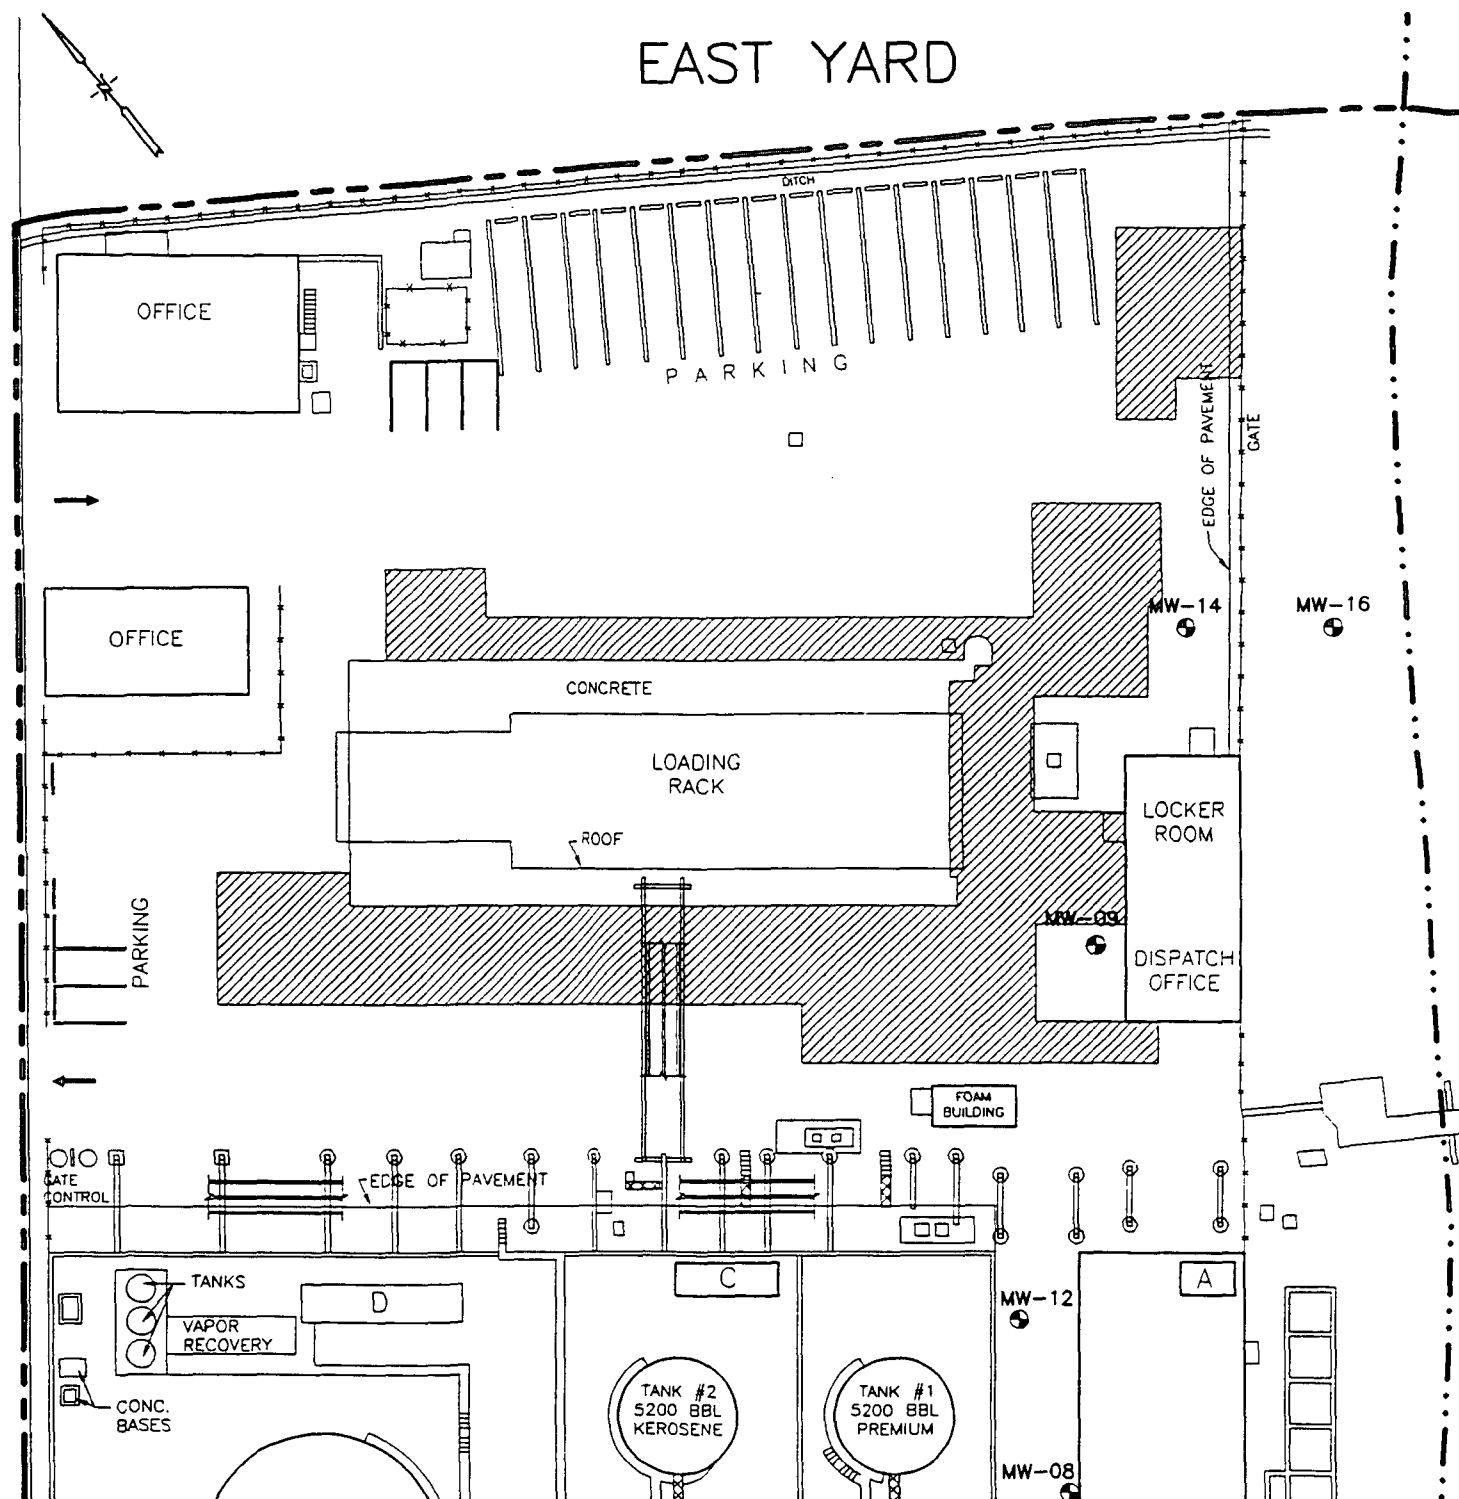 EAST YARD
DITCH
OFFICE
PARKING
EDGE OF PAVEMENT
GATE
MW-14
MW-16
OFFICE
CONCRETE
LOADING
RACK
ROOF
LOCKER
ROOM
PARKING
MW-09
DISPATCH
OFFICE
FOAM
BUILDING
GATE
CONTROL
EDGE OF PAVEMENT
TANKS
D
C
A
VAPOR
RECOVERY
MW-12
CONC.
BASES
TANK #2
5200 BBL
KEROSENE
TANK #1
5200 BBL
PREMIUM
MW-08